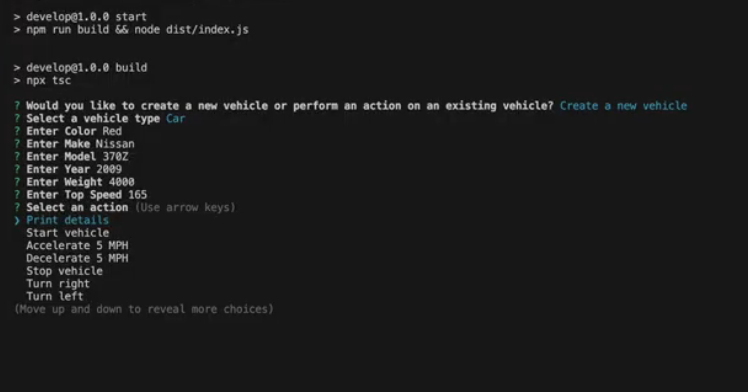 > develop@1.0.0 start
> npm run build && node dist/index.js
> develop@1.0.0 build
> npx tsc
? Would you like to create a new vehicle or perform an action on an existing vehicle? Create a new vehicle
? Select a vehicle type Car
? Enter Color Red
? Enter Make Nissan
? Enter Model 370Z
? Enter Year 2009
? Enter Weight 4000
? Enter Top Speed 165
? Select an action (Use arrow keys)
❯ Print details
Start vehicle
Accelerate 5 MPH
Decelerate 5 MPH
Stop vehicle
Turn right
Turn left
(Move up and down to reveal more choices)